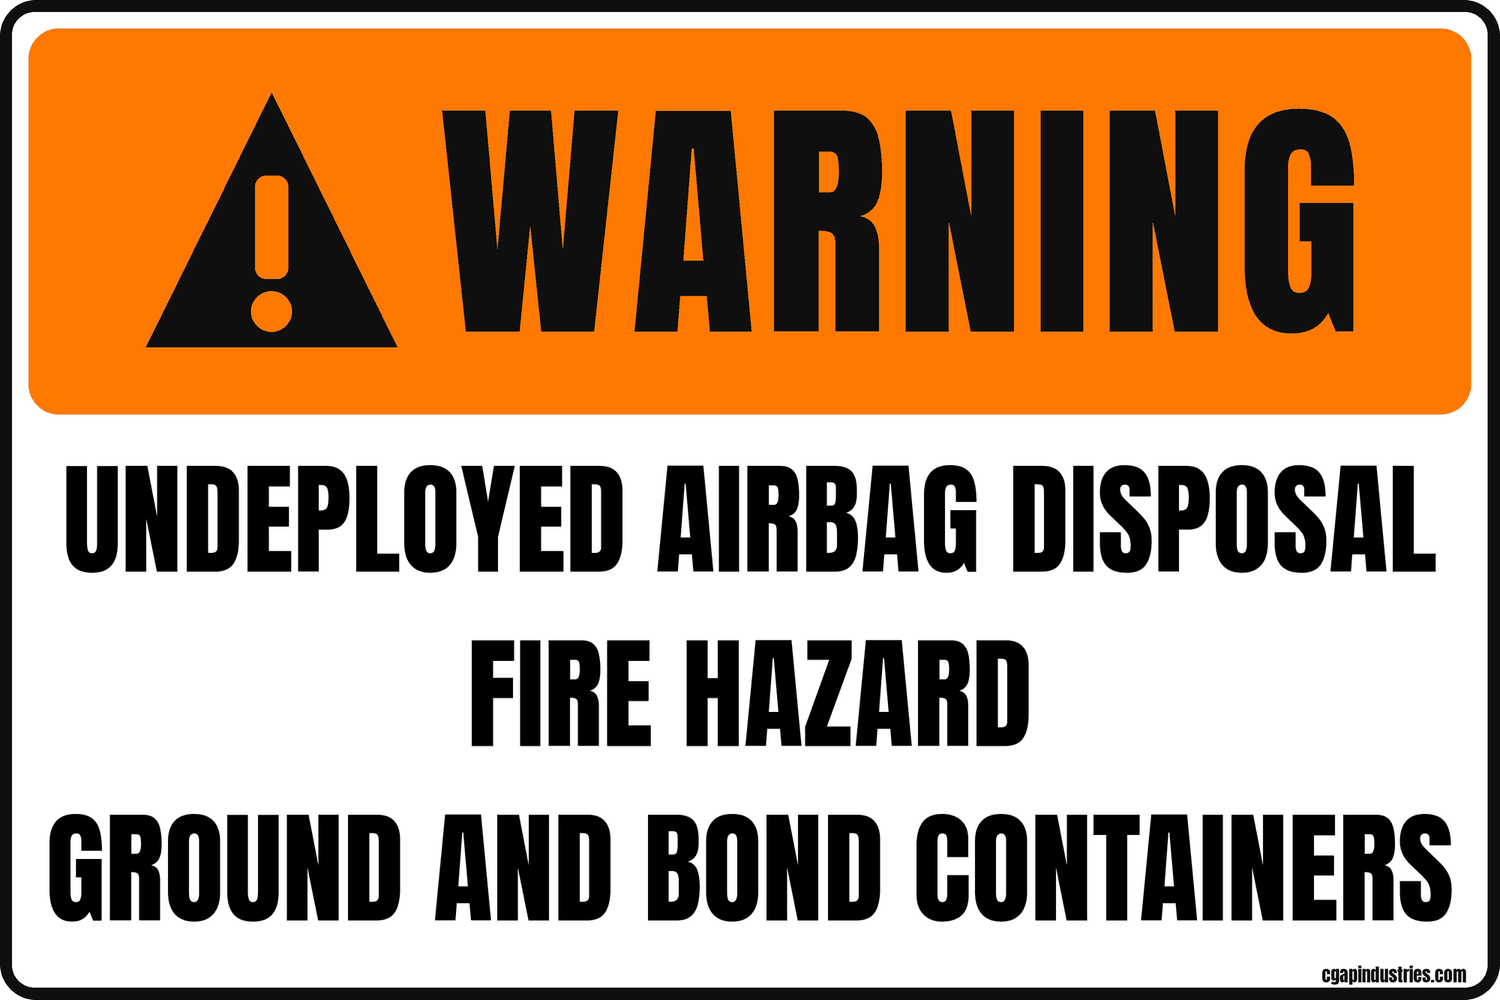 WARNING
UNDEPLOYED AIRBAG DISPOSAL
FIRE HAZARD
GROUND AND BOND CONTAINERS
cgapindustries.com